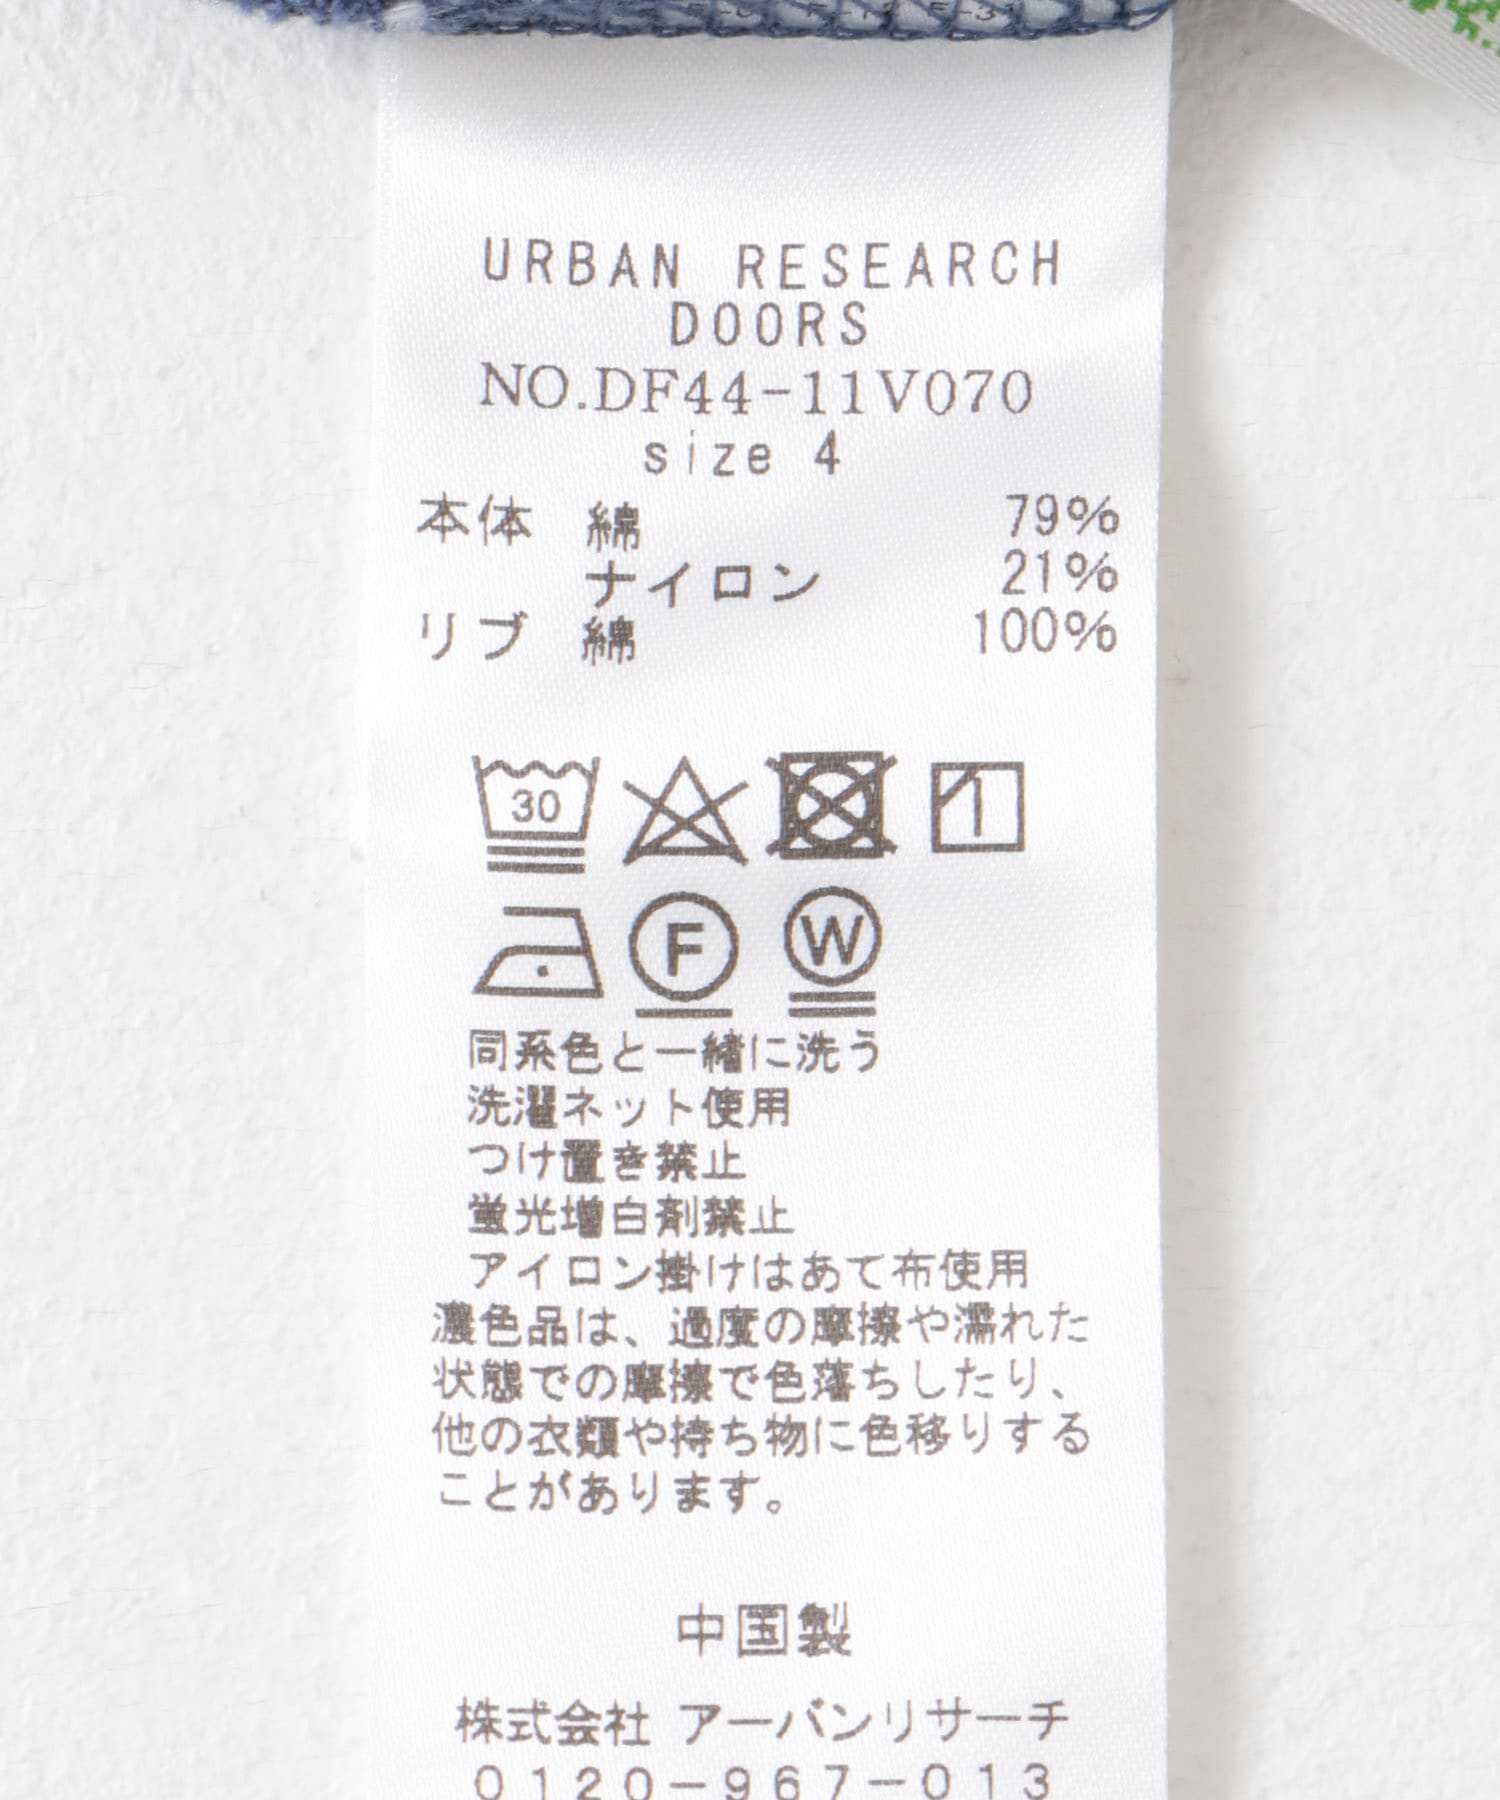 URBAN RESEARCH
DOORS
NO.DF44-11V070
size 4
本体 綿 79%
ナイロン 21%
リブ 綿 100%
30
F W
同系色と一緒に洗う
洗濯ネット使用
つけ置き禁止
蛍光増白剤禁止
アイロン掛けはあて布使用
濃色品は、過度の摩擦や濡れた
状態での摩擦で色落ちしたり、
他の衣類や持ち物に色移りする
ことがあります。
中国製
株式会社 アーバンリサーチ
0120-967-013